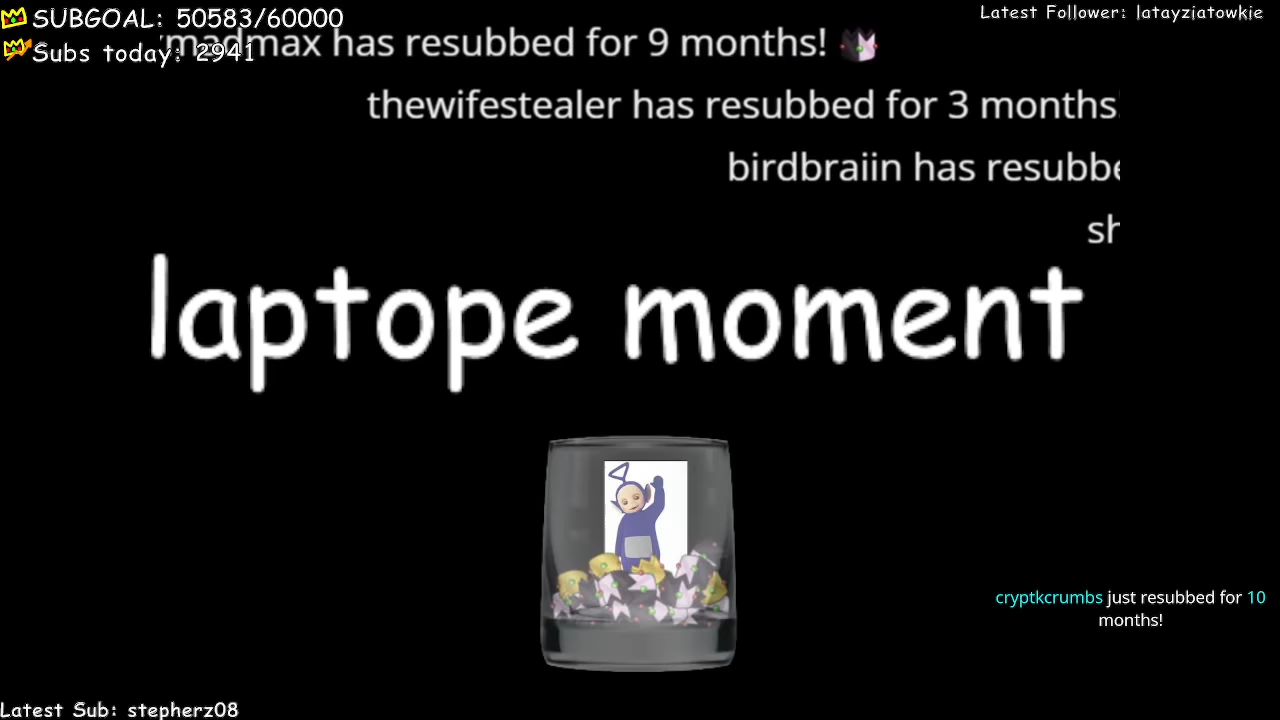 SUBGOAL: 50583/60000
Latest Follower: latayziatowkie
madmax has resubbed for 9 months!
Subs today: 2941
thewifestealer has resubbed for 3 months
birdbraiin has resubbe
sh
laptope moment
cryptkcrumbs just resubbed for 10
months!
Latest Sub: stepherz08